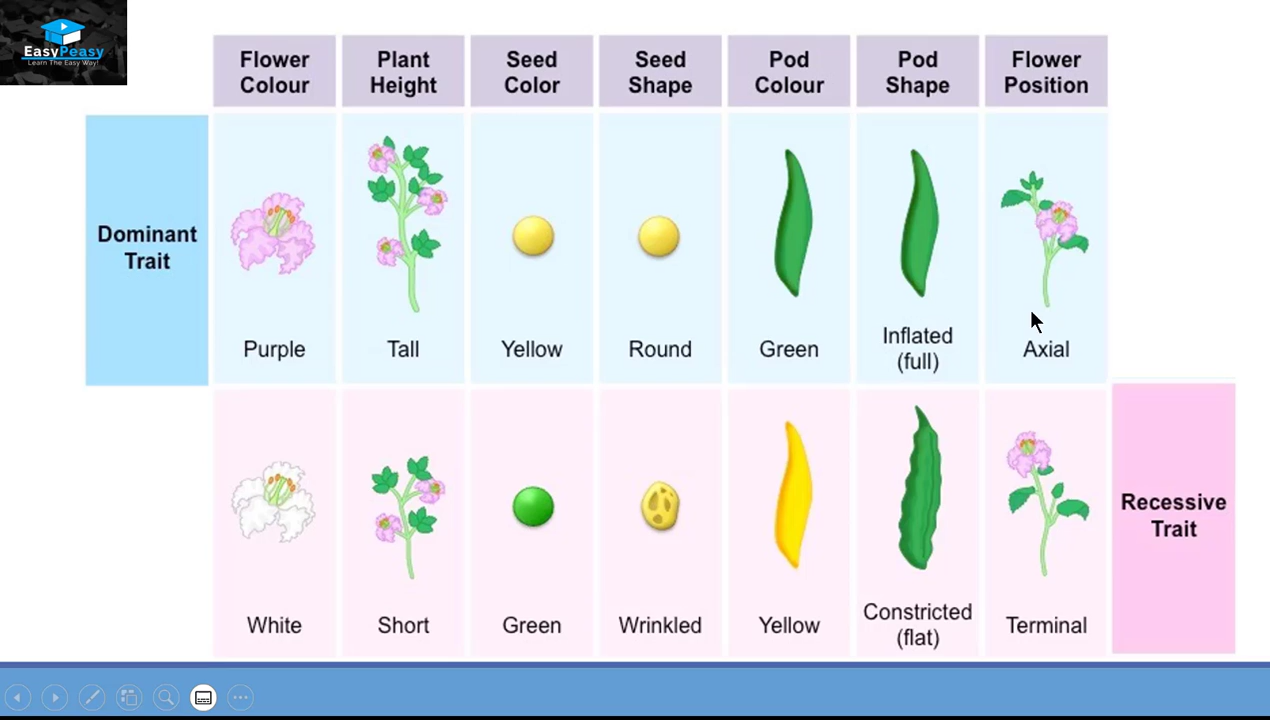 EasyPeasy
Learn The Easy Way!
Flower
Colour
Plant
Height
Seed
Color
Seed
Shape
Pod
Colour
Pod
Shape
Flower
Position
Dominant
Trait
Purple
Tall
Yellow
Round
Green
Inflated
(full)
Axial
White
Short
Green
Wrinkled
Yellow
Constricted
(flat)
Terminal
Recessive
Trait